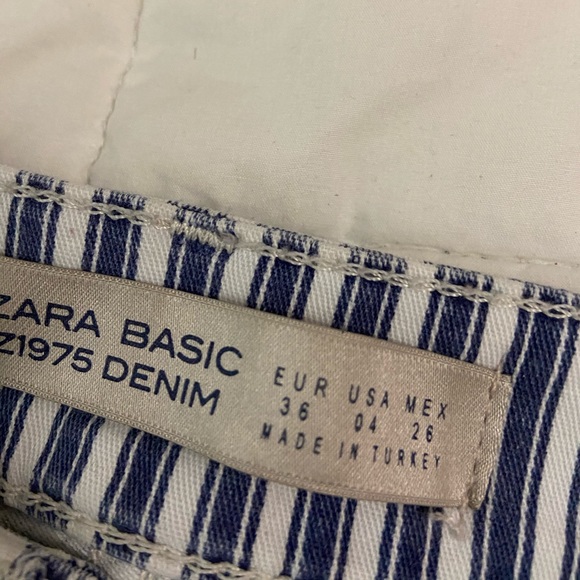 ZARA BASIC
Z1975 DENIM
EUR USA MEX
36 04 26
MADE IN TURKEY